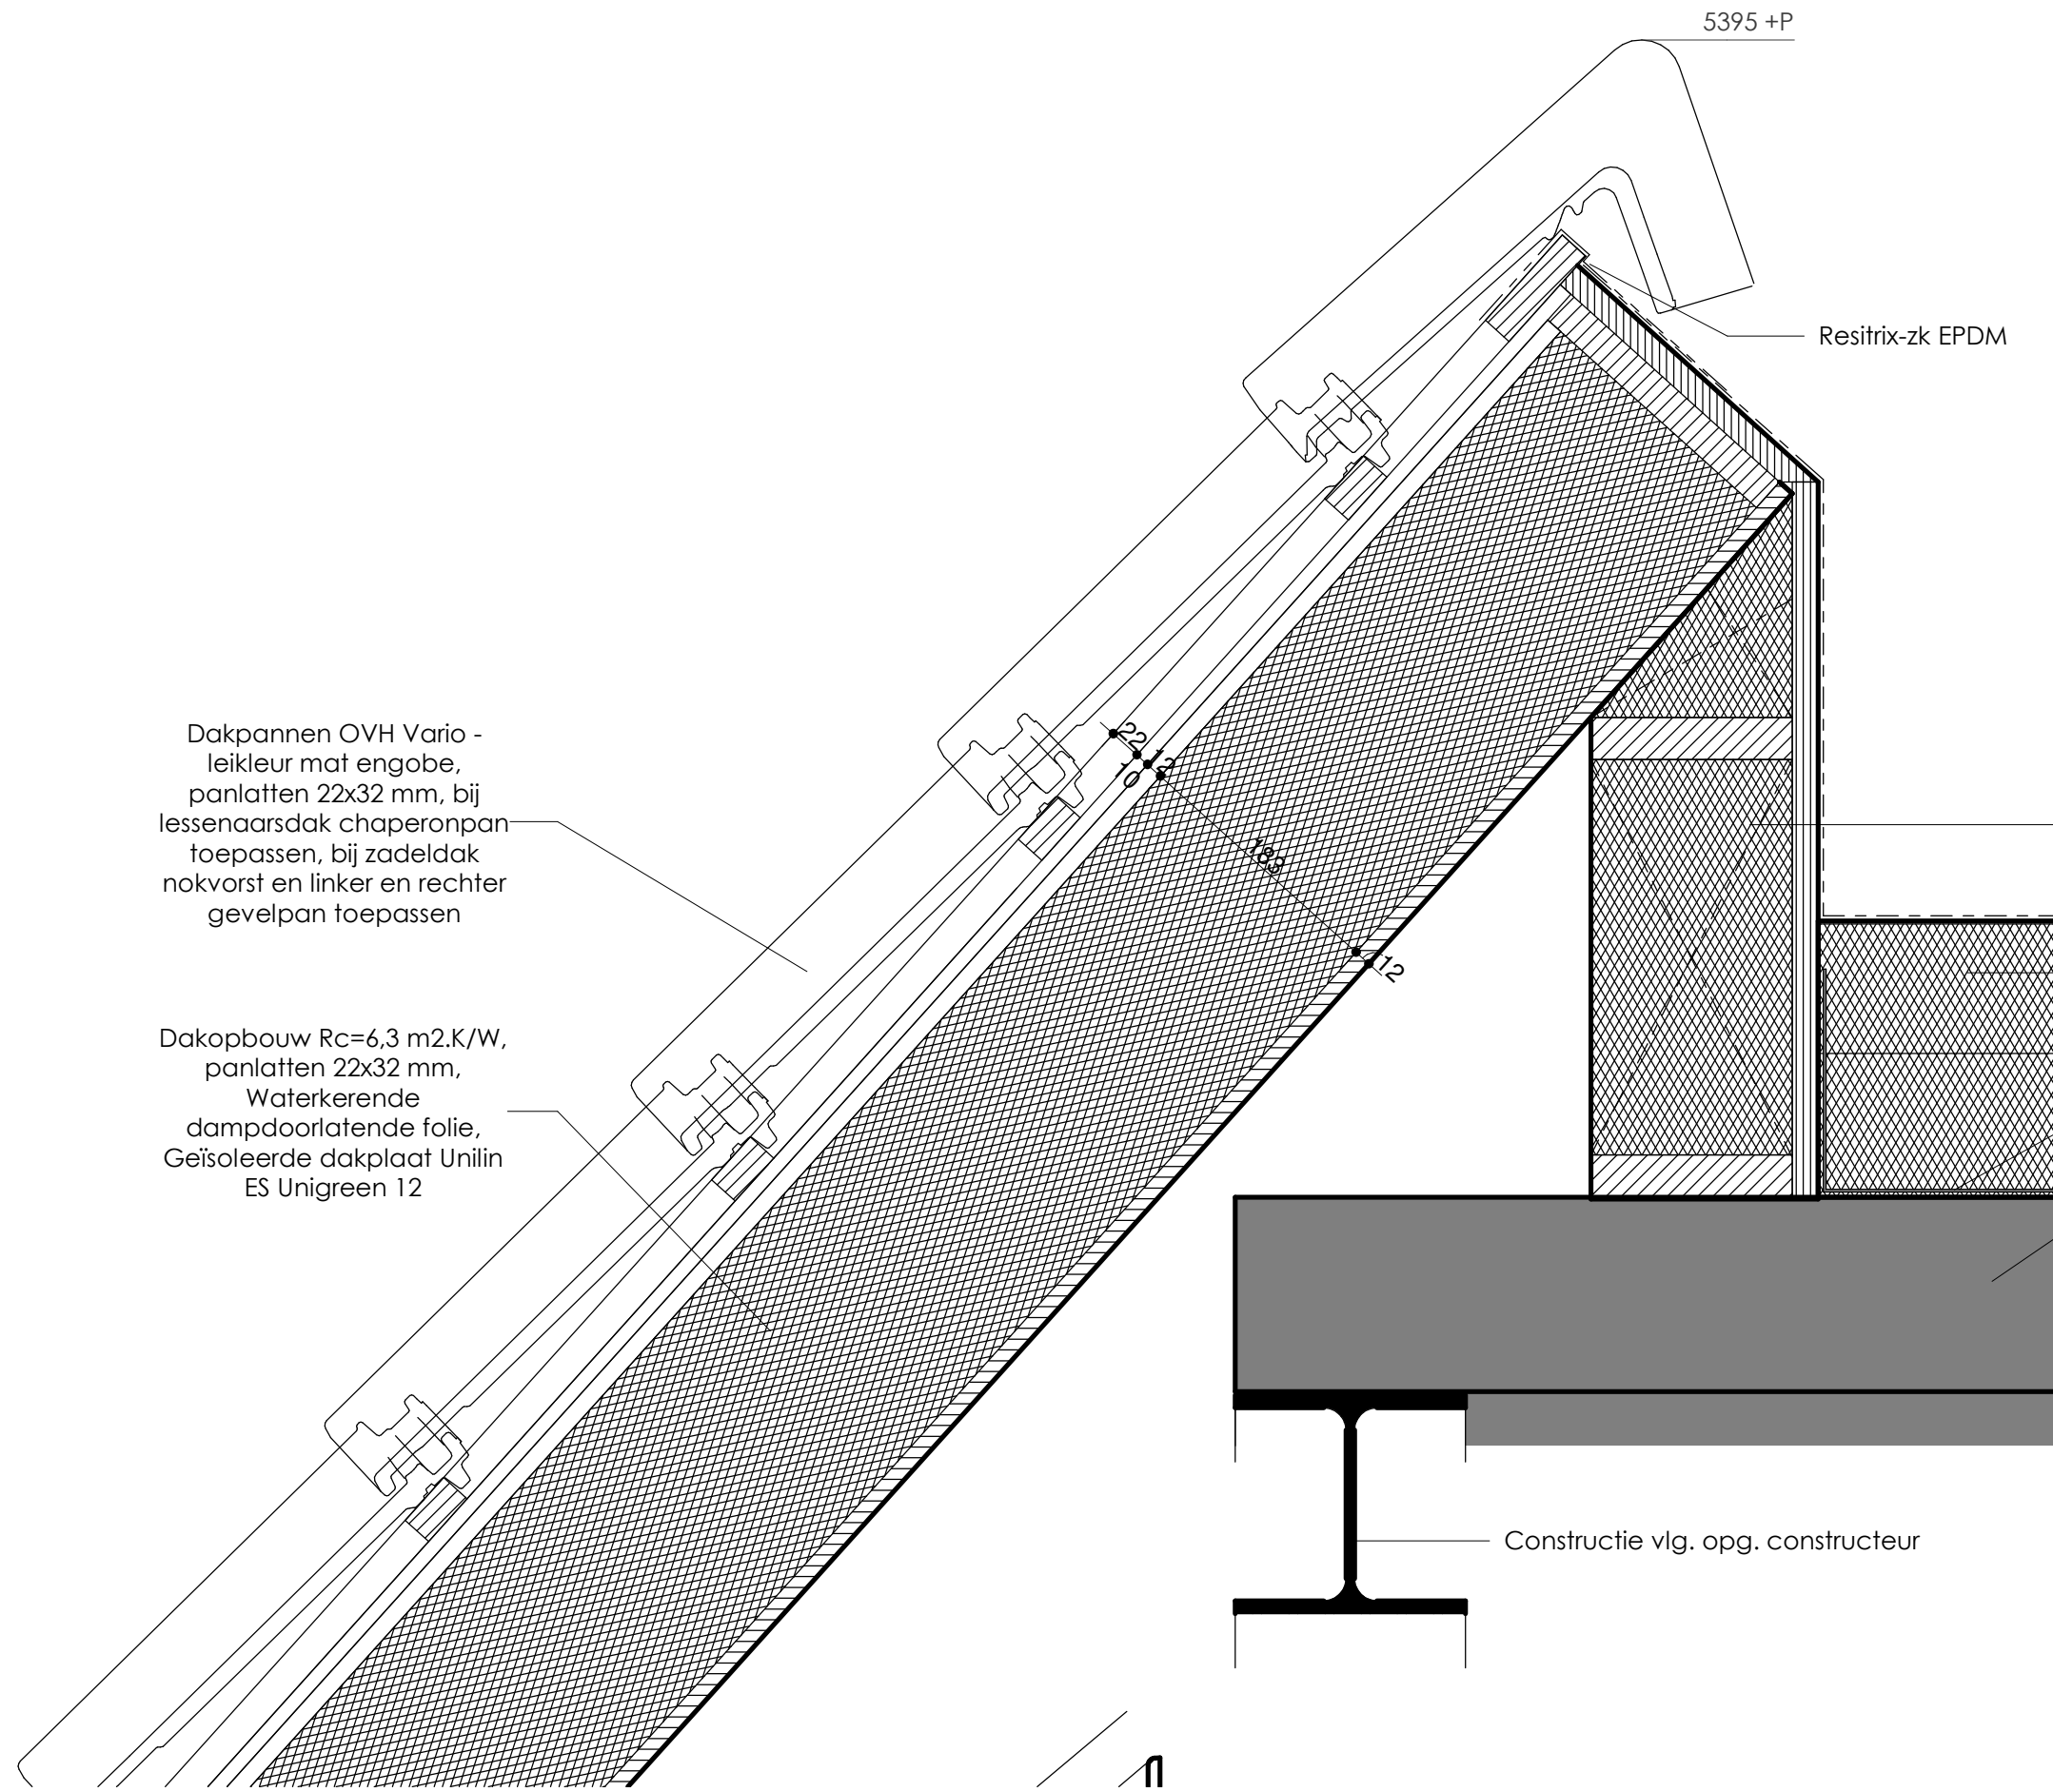 5395 +P
Resitrix-zk EPDM
Dakpannen OVH Vario -
leikleur mat engobe,
panlatten 22x32 mm, bij
lessenaarsdak chaperonpan
toepassen, bij zadeldak
nokvorst en linker en rechter
gevelpan toepassen
22
12
10
183
12
Dakopbouw Rc=6,3 m2.K/W,
panlatten 22x32 mm,
Waterkerende
dampdoorlatende folie,
Geïsoleerde dakplaat Unilin
ES Unigreen 12
Constructie vlg. opg. constructeur